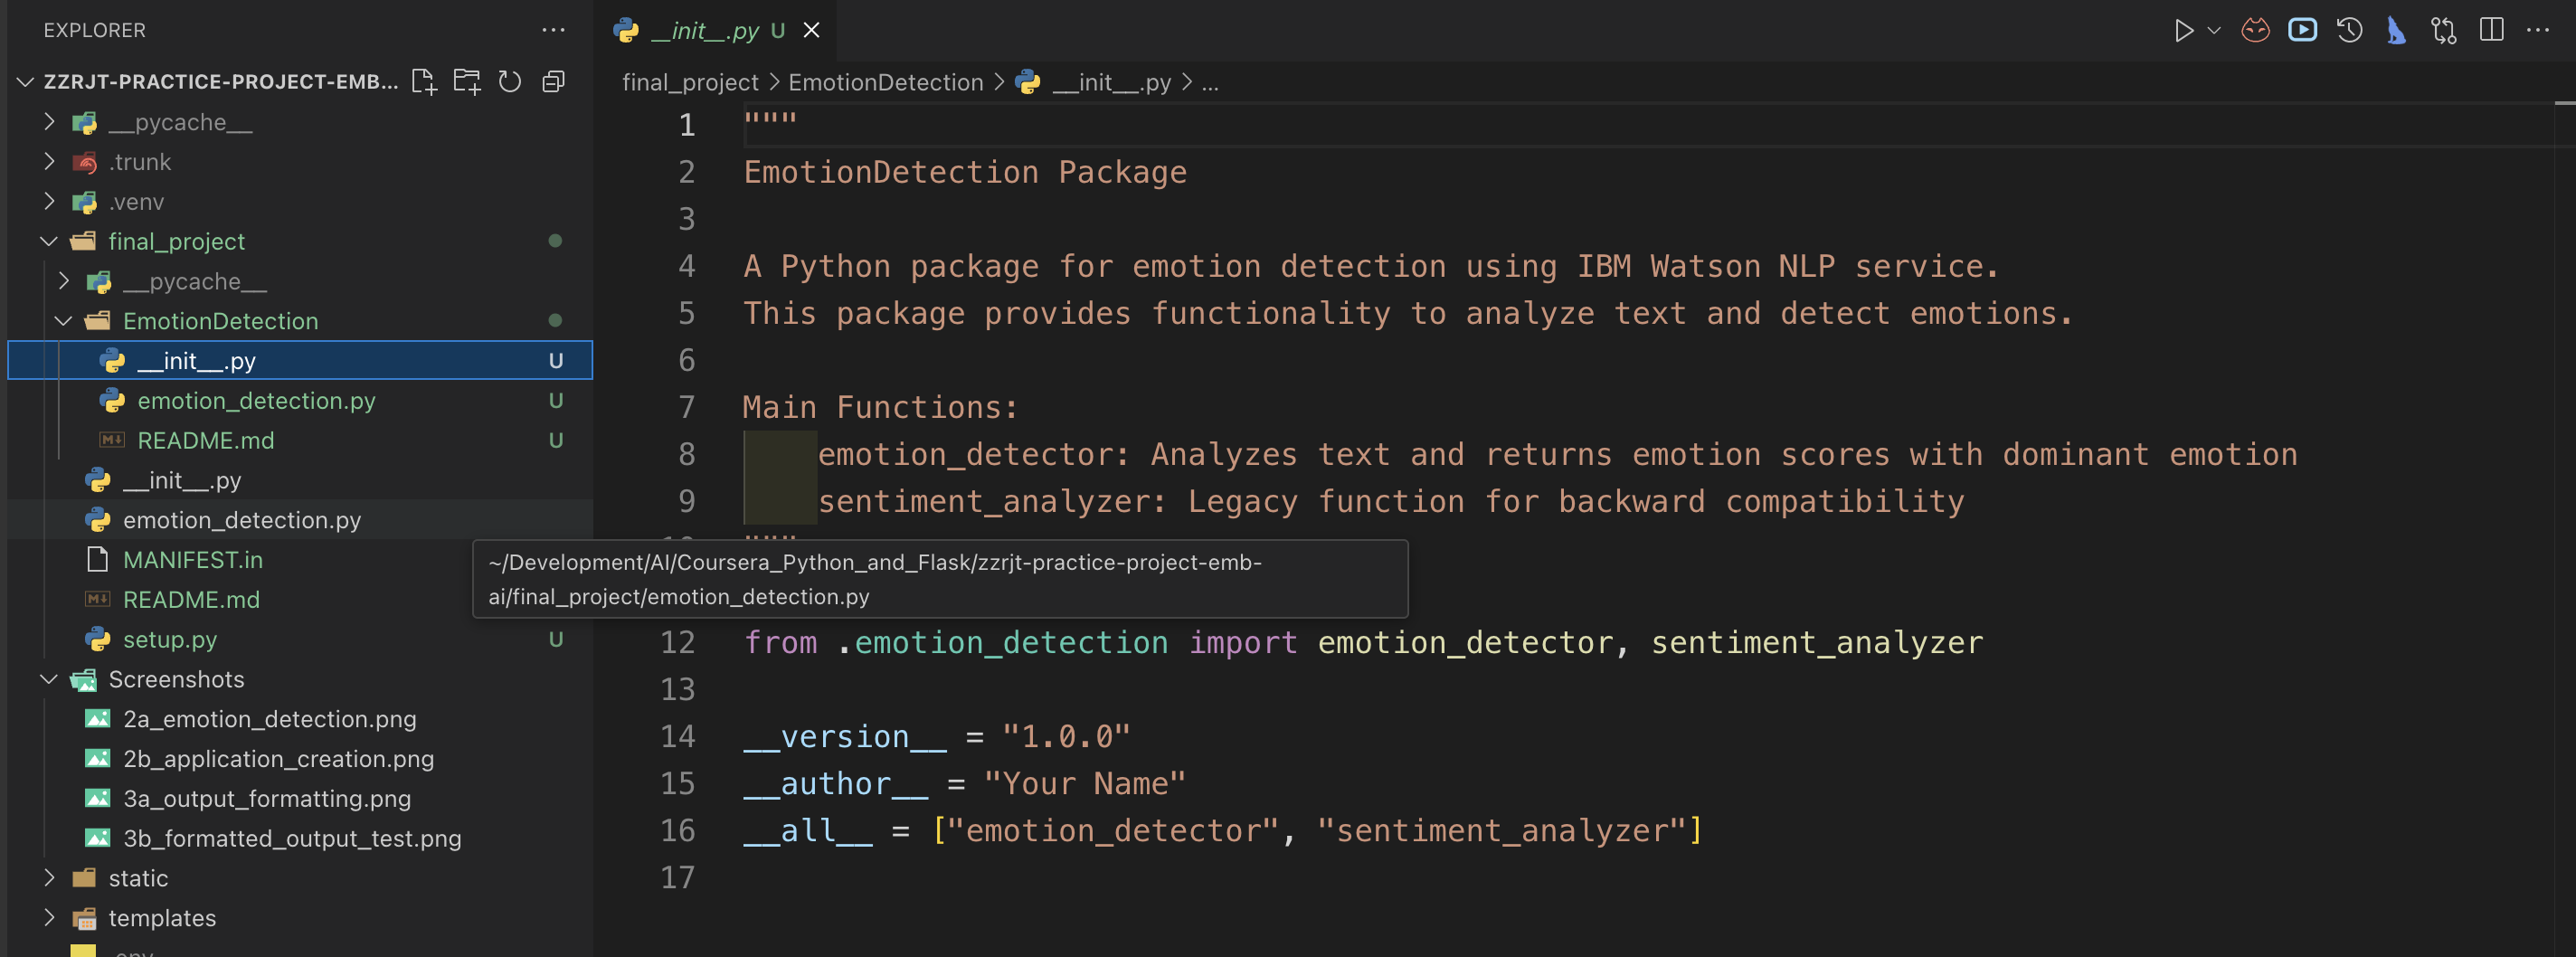 EXPLORER
ZZRJT-PRACTICE-PROJECT-EMB...
__pycache__
.trunk
.venv
final_project
__pycache__
EmotionDetection
__init__.py U
emotion_detection.py U
README.md U
__init__.py
emotion_detection.py
MANIFEST.in
README.md
setup.py U
Screenshots
2a_emotion_detection.png
2b_application_creation.png
3a_output_formatting.png
3b_formatted_output_test.png
static
templates
__init__.py U
final_project > EmotionDetection > __init__.py > ...
1 """
2 EmotionDetection Package
3
4 A Python package for emotion detection using IBM Watson NLP service.
5 This package provides functionality to analyze text and detect emotions.
6
7 Main Functions:
8 emotion_detector: Analyzes text and returns emotion scores with dominant emotion
9 sentiment_analyzer: Legacy function for backward compatibility
~/Development/AI/Coursera_Python_and_Flask/zzrjt-practice-project-emb-
ai/final_project/emotion_detection.py
12 from .emotion_detection import emotion_detector, sentiment_analyzer
13
14 __version__ = "1.0.0"
15 __author__ = "Your Name"
16 __all__ = ["emotion_detector", "sentiment_analyzer"]
17